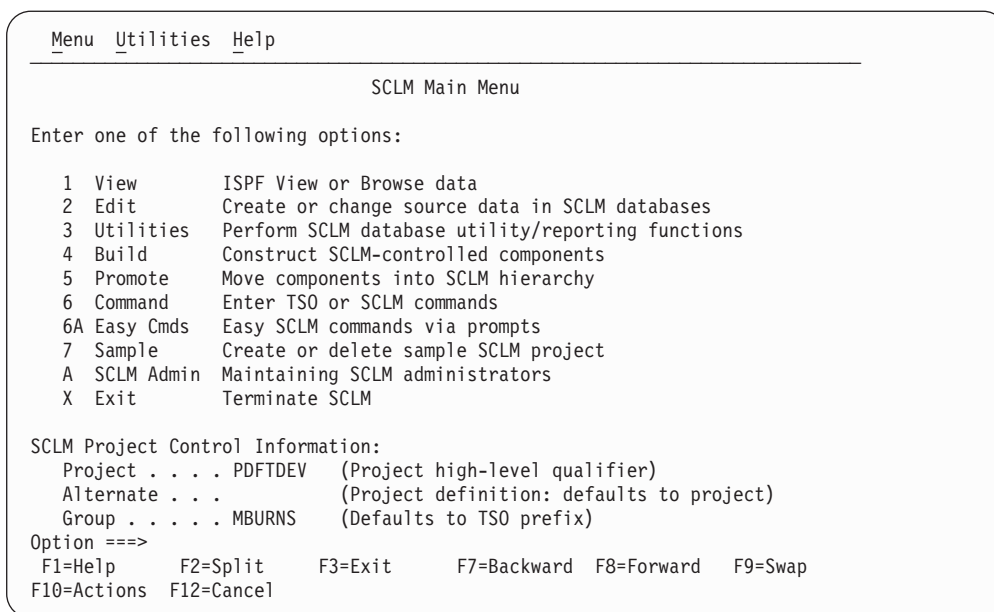 Menu Utilities Help
SCLM Main Menu
Enter one of the following options:
1 View ISPF View or Browse data
2 Edit Create or change source data in SCLM databases
3 Utilities Perform SCLM database utility/reporting functions
4 Build Construct SCLM-controlled components
5 Promote Move components into SCLM hierarchy
6 Command Enter TSO or SCLM commands
6A Easy Cmds Easy SCLM commands via prompts
7 Sample Create or delete sample SCLM project
A SCLM Admin Maintaining SCLM administrators
X Exit Terminate SCLM
SCLM Project Control Information:
Project . . . . PDFTDEV (Project high-level qualifier)
Alternate . . . (Project definition: defaults to project)
Group . . . . . MBURNS (Defaults to TSO prefix)
Option ===>
F1=Help F2=Split F3=Exit F7=Backward F8=Forward F9=Swap
F10=Actions F12=Cancel